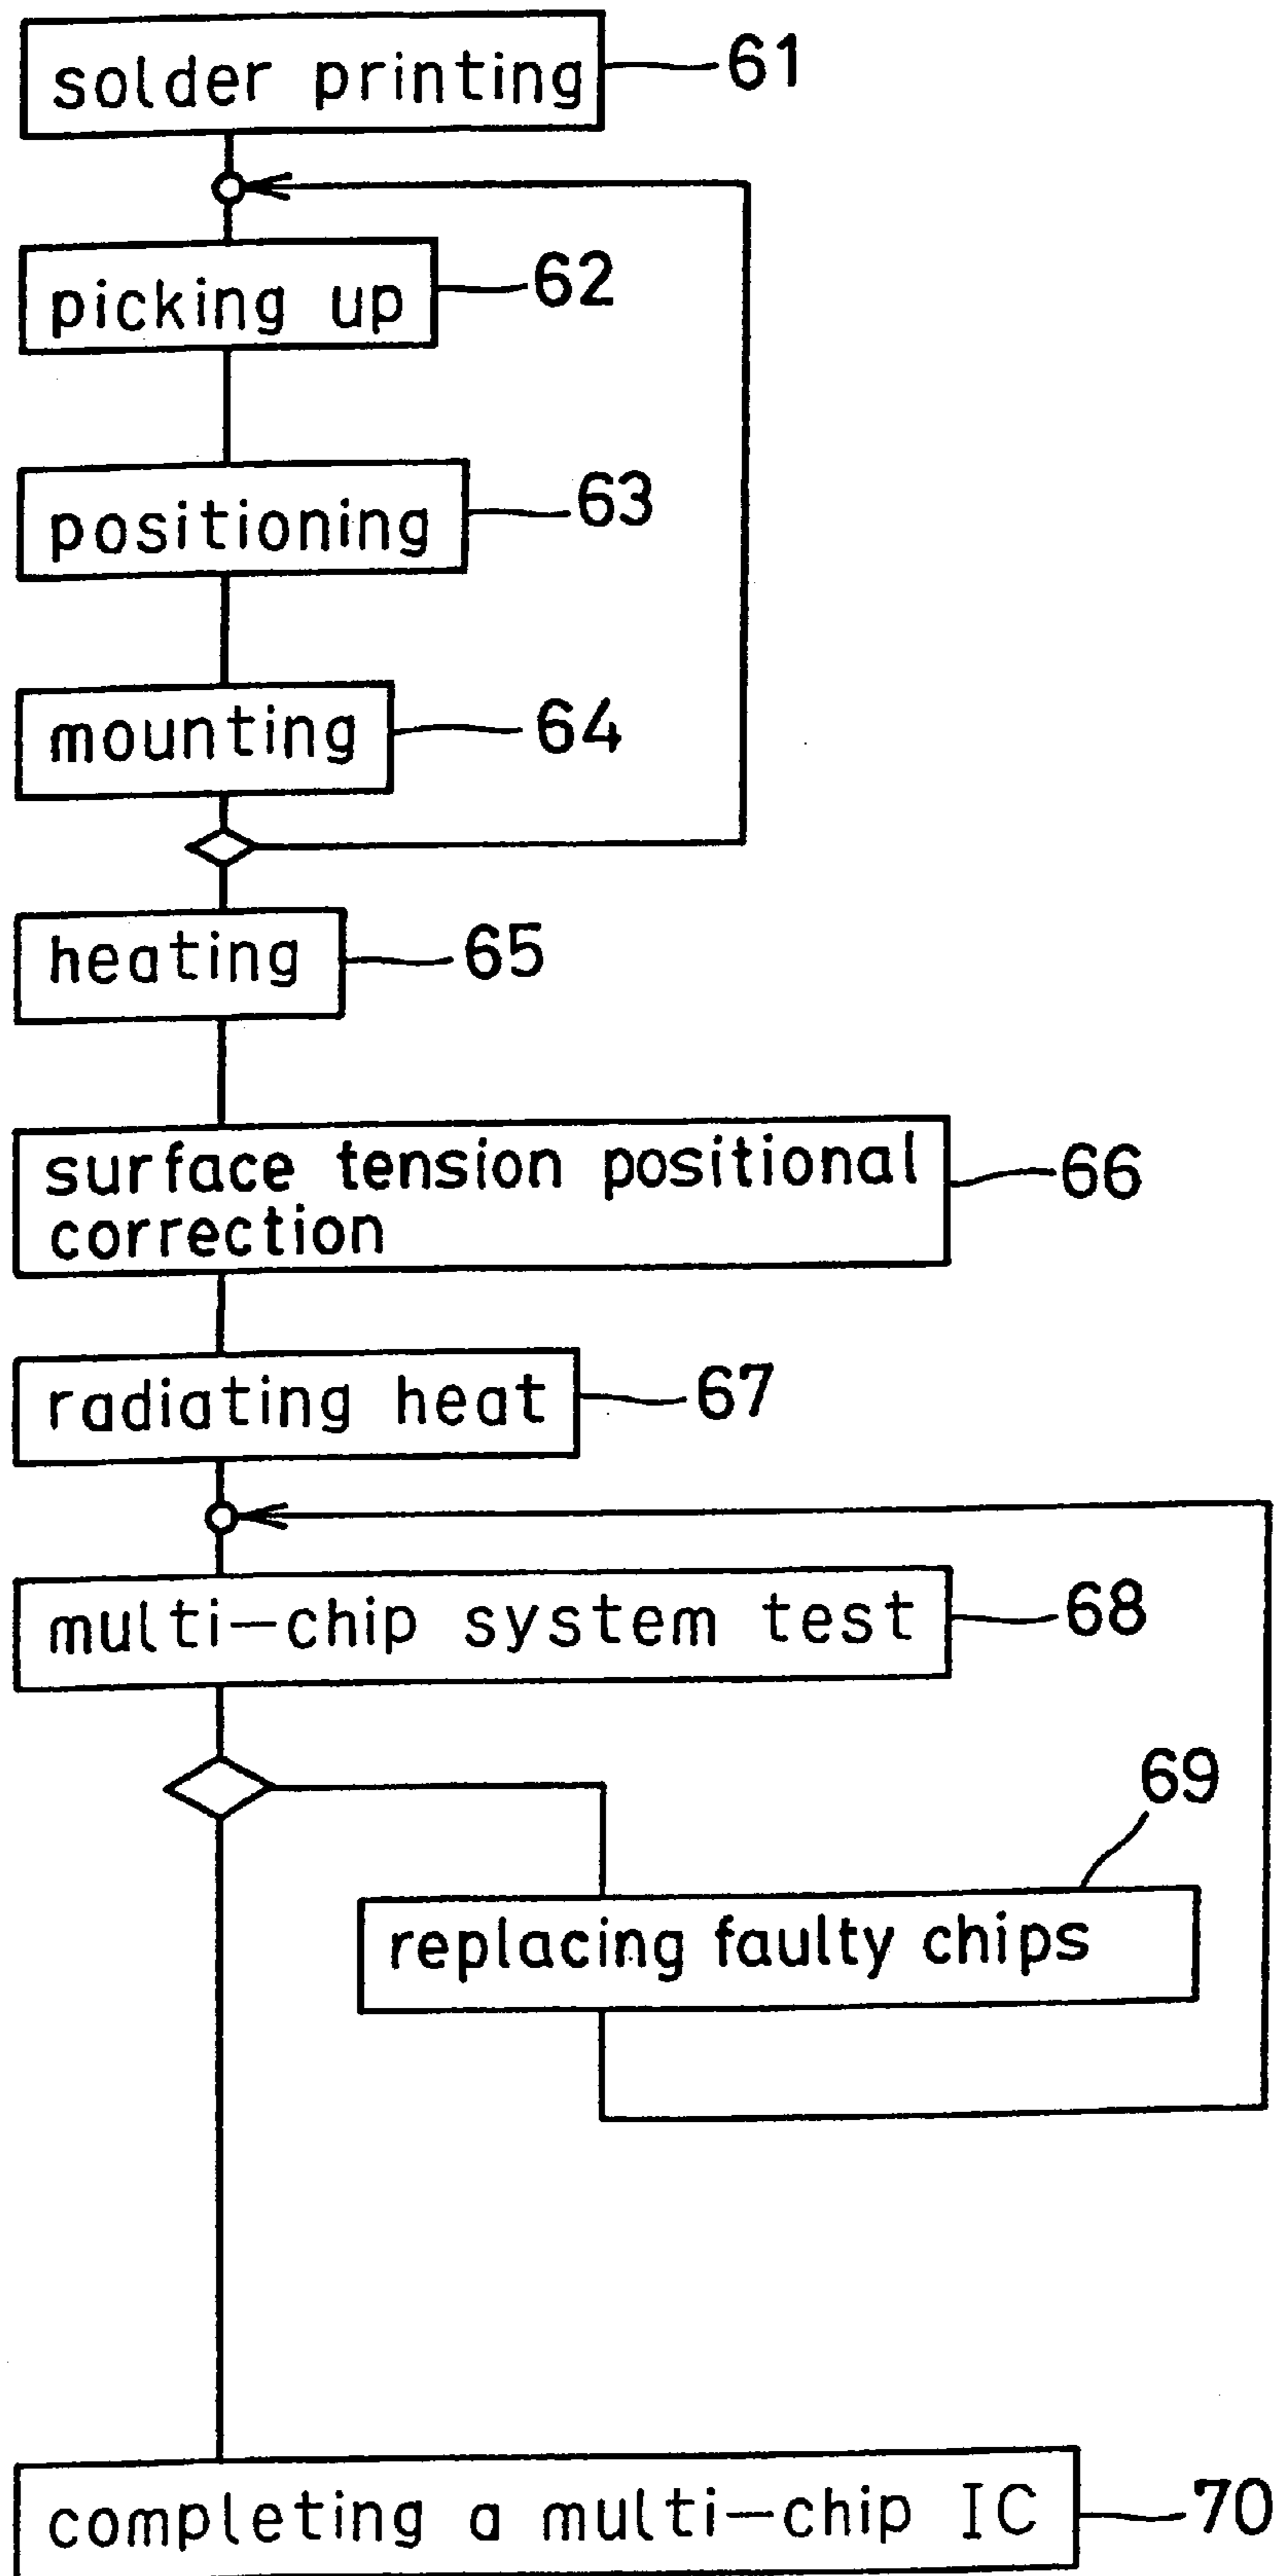 solder printing 61
picking up 62
positioning 63
mounting 64
heating 65
surface tension positional 66
correction
radiating heat 67
multi-chip system test 68
69
replacing faulty chips
completing a multi-chip IC 70